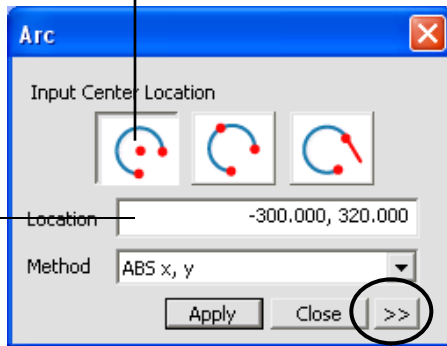 Arc
Input Center Location
Location -300.000, 320.000
Method ABS x, y
Apply Close >>